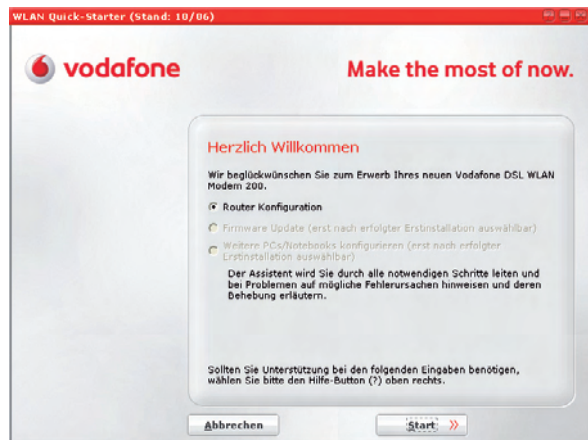 WLAN Quick-Starter (Stand: 10/06)
vodafone
Make the most of now.
Herzlich Willkommen
Wir beglückwünschen Sie zum Erwerb Ihres neuen Vodafone DSL WLAN
Modem 200.
Router Konfiguration
Firmware Update (erst nach erfolgter Erstinstallation auswählbar)
Weitere PCs/Notebooks konfigurieren (erst nach erfolgter
Erstinstallation auswählbar)
Der Assistent wird Sie durch alle notwendigen Schritte leiten und
bei Problemen auf mögliche Fehlerursachen hinweisen und deren
Behebung erläutern.
Sollten Sie Unterstützung bei den folgenden Eingaben benötigen,
wählen Sie bitte den Hilfe-Button (?) oben rechts.
Abbrechen
Start »